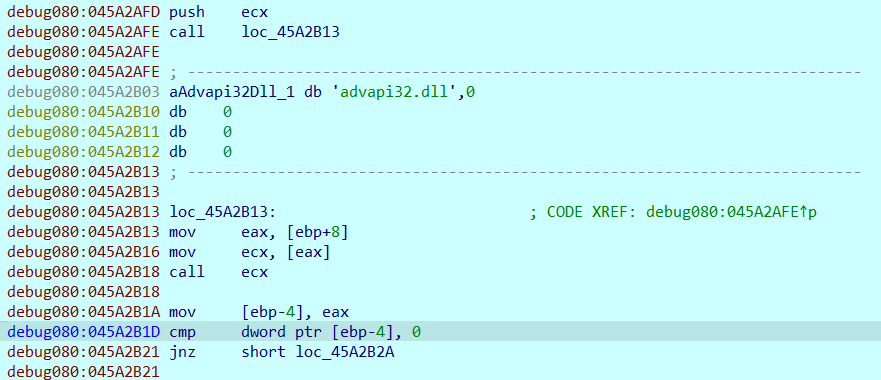 debug080:045A2AFD push    ecx
debug080:045A2AFE call    loc_45A2B13
debug080:045A2AFE
debug080:045A2AFE ; ---------------------------------------------------------------------------
debug080:045A2B03 aAdvapi32Dll_1 db 'advapi32.dll',0
debug080:045A2B10 db    0
debug080:045A2B11 db    0
debug080:045A2B12 db    0
debug080:045A2B13 ; ---------------------------------------------------------------------------
debug080:045A2B13
debug080:045A2B13 loc_45A2B13:                            ; CODE XREF: debug080:045A2AFE↑p
debug080:045A2B13 mov     eax, [ebp+8]
debug080:045A2B16 mov     ecx, [eax]
debug080:045A2B18 call    ecx
debug080:045A2B18
debug080:045A2B1A mov     [ebp-4], eax
debug080:045A2B1D cmp     dword ptr [ebp-4], 0
debug080:045A2B21 jnz     short loc_45A2B2A
debug080:045A2B21